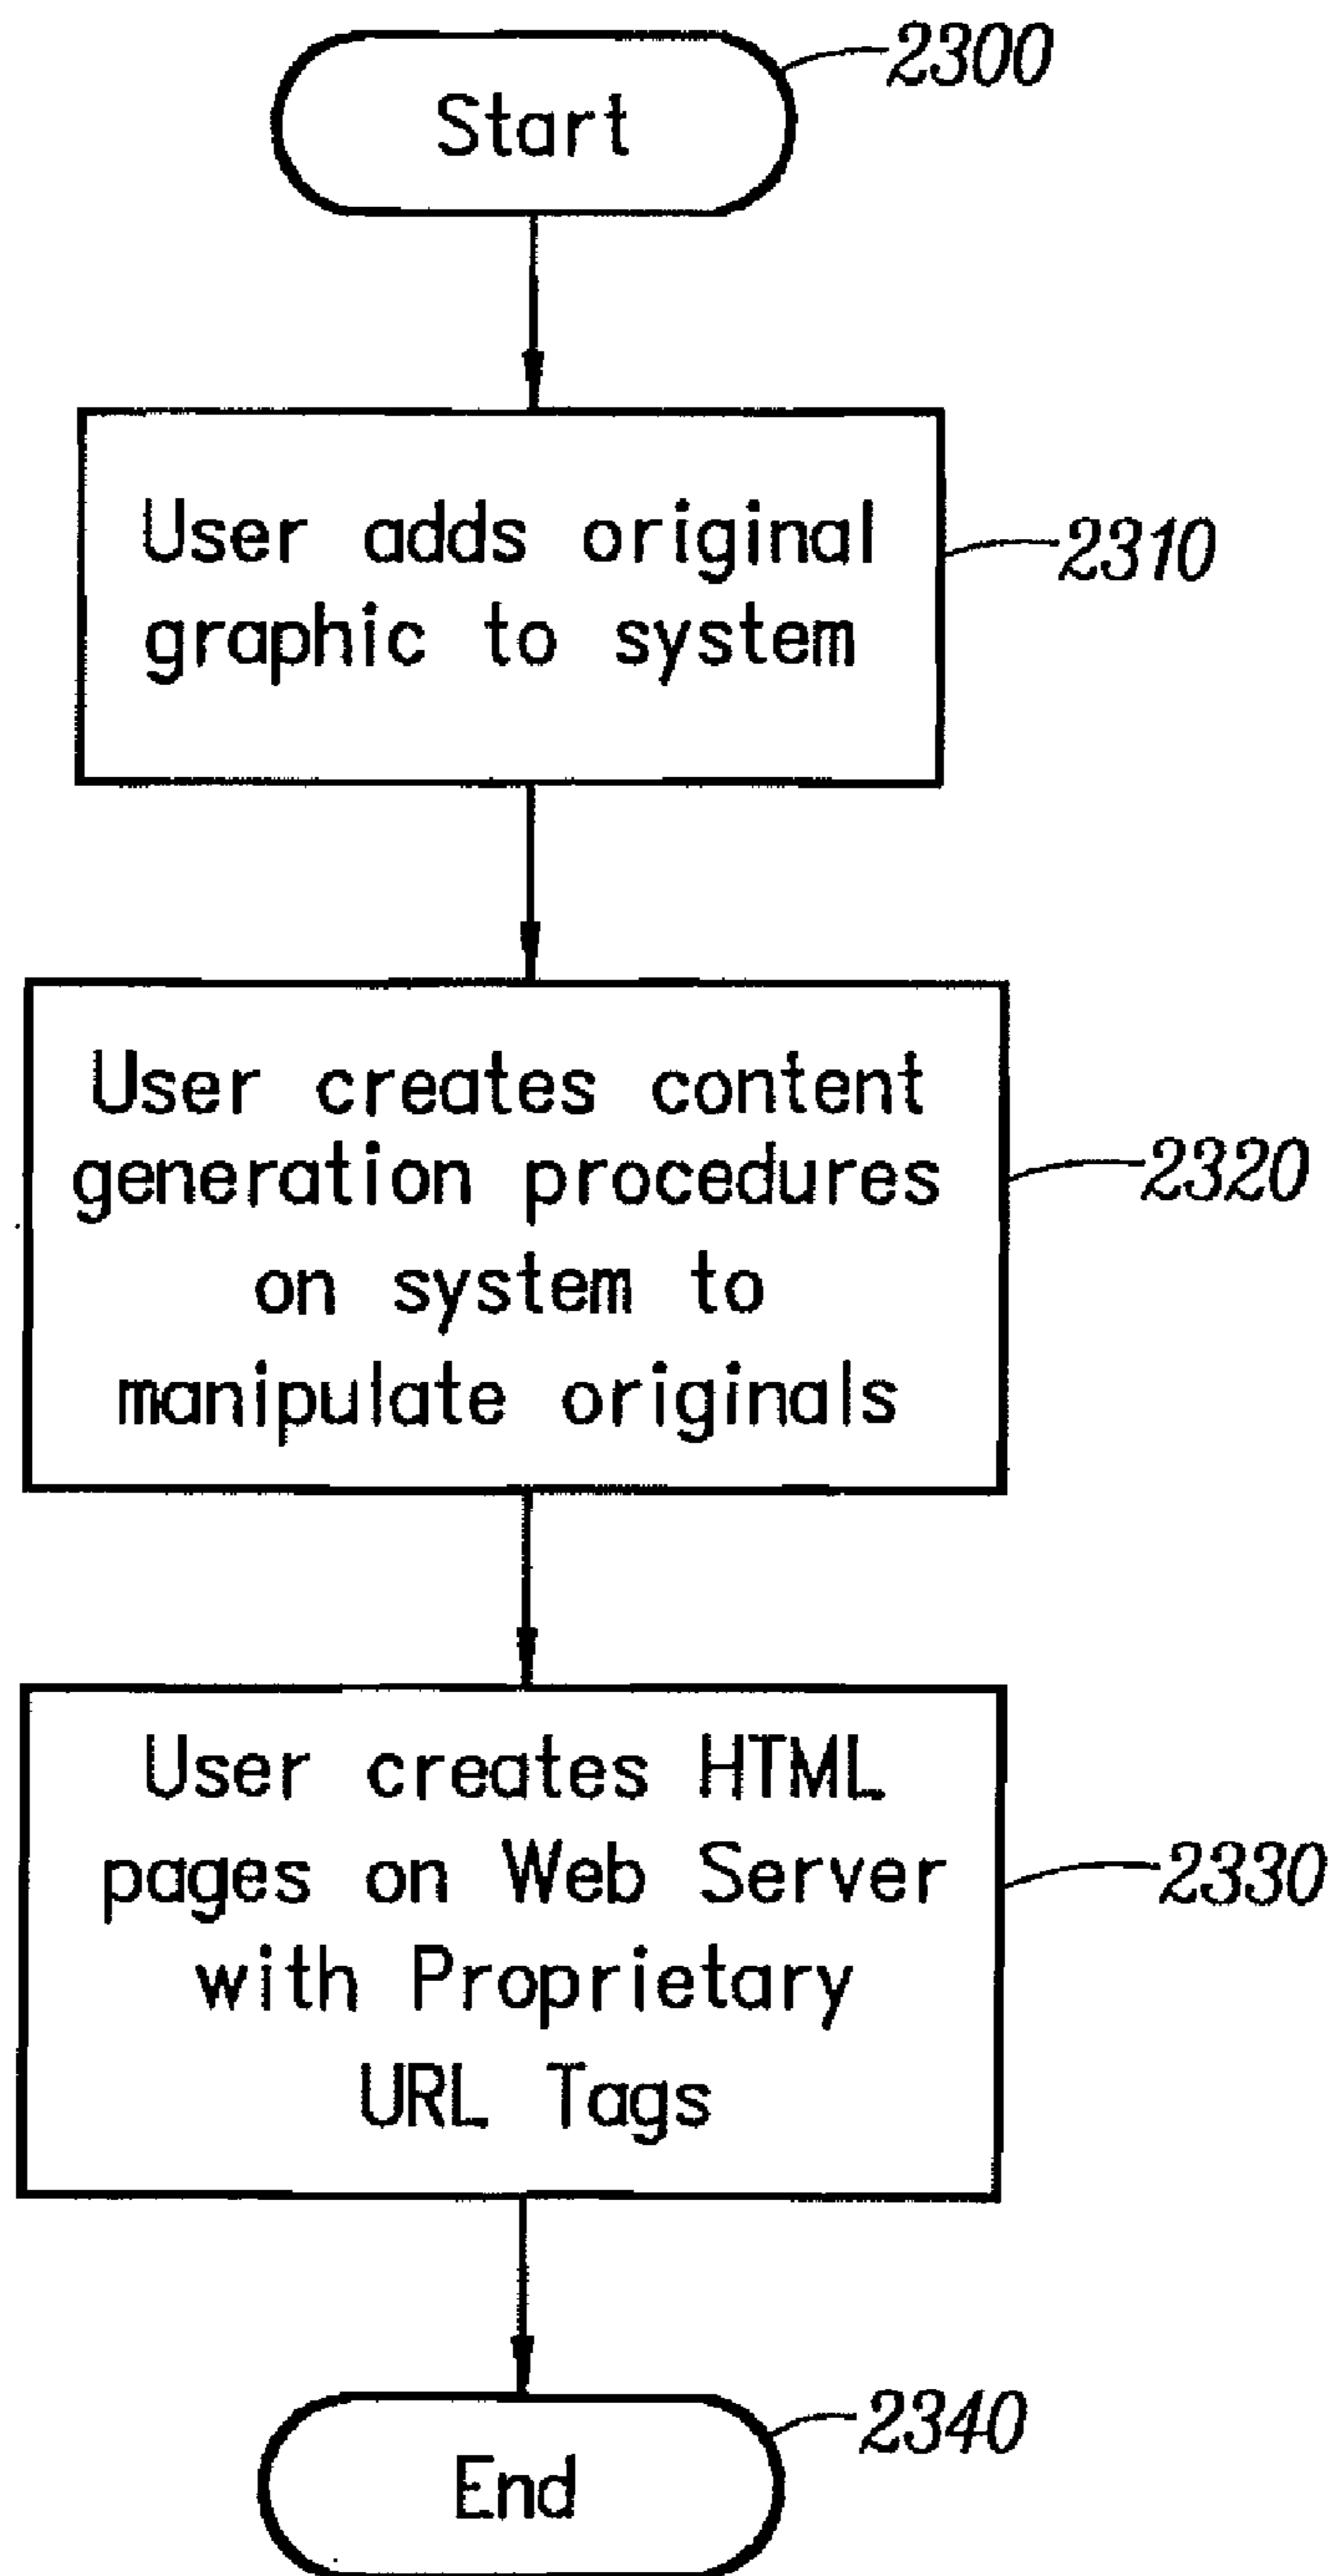 2300
Start
User adds original
graphic to system
2310
User creates content
generation procedures
on system to
manipulate originals
2320
User creates HTML
pages on Web Server
with Proprietary
URL Tags
2330
2340
End